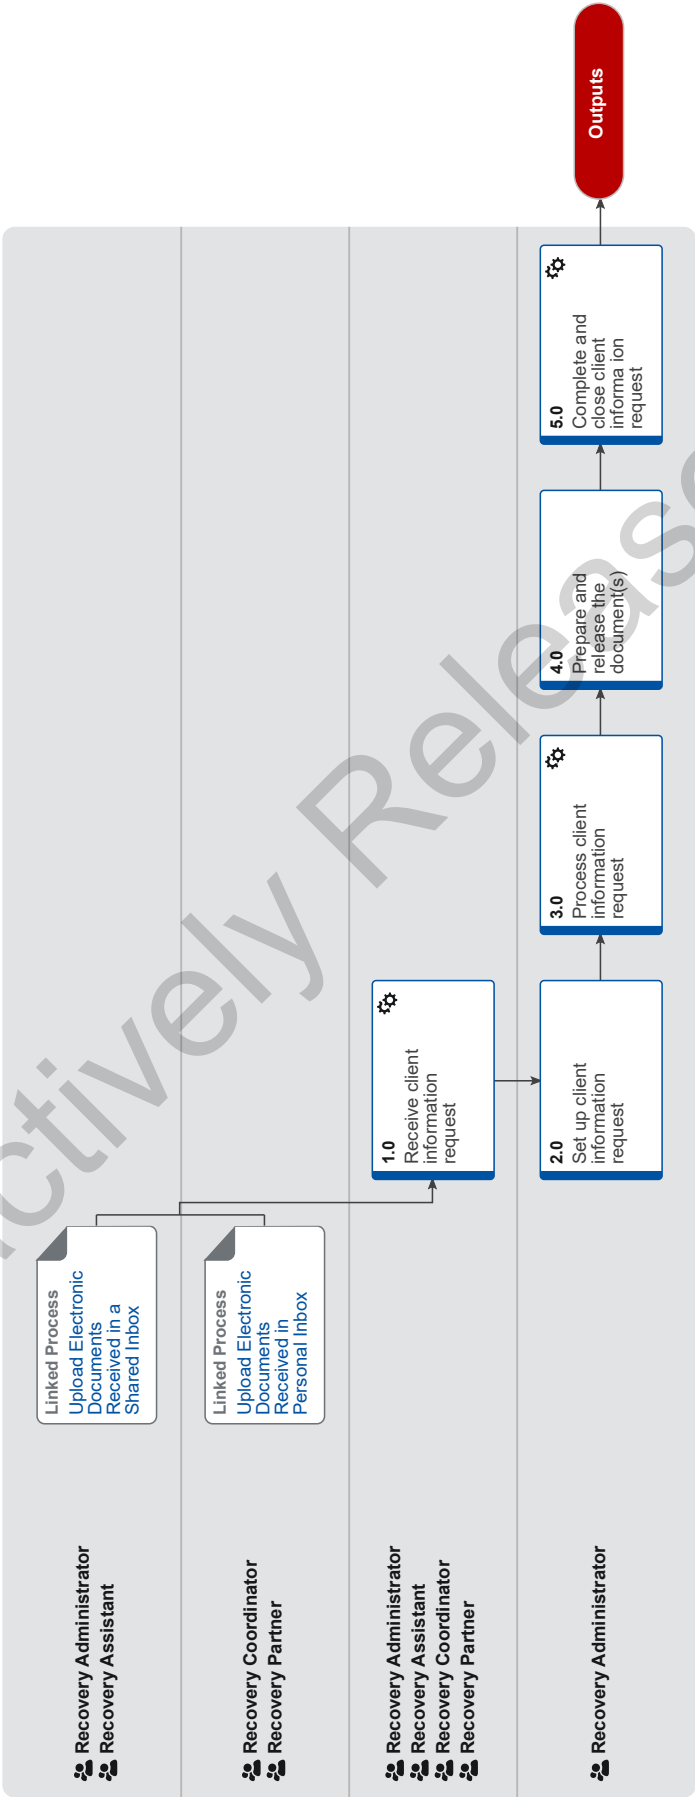 Recovery Administrator
Recovery Assistant
Linked Process
Upload Electronic
Documents
Received in a
Shared Inbox
Recovery Coordinator
Recovery Partner
Linked Process
Upload Electronic
Documents
Received in
Personal Inbox
Recovery Administrator
Recovery Assistant
Recovery Coordinator
Recovery Partner
1.0
Receive client
information
request
Recovery Administrator
2.0
Set up client
information
request
3.0
Process client
information
request
4.0
Prepare and
release the
document(s)
5.0
Complete and
close client
informa ion
request
Outputs
ctively Release